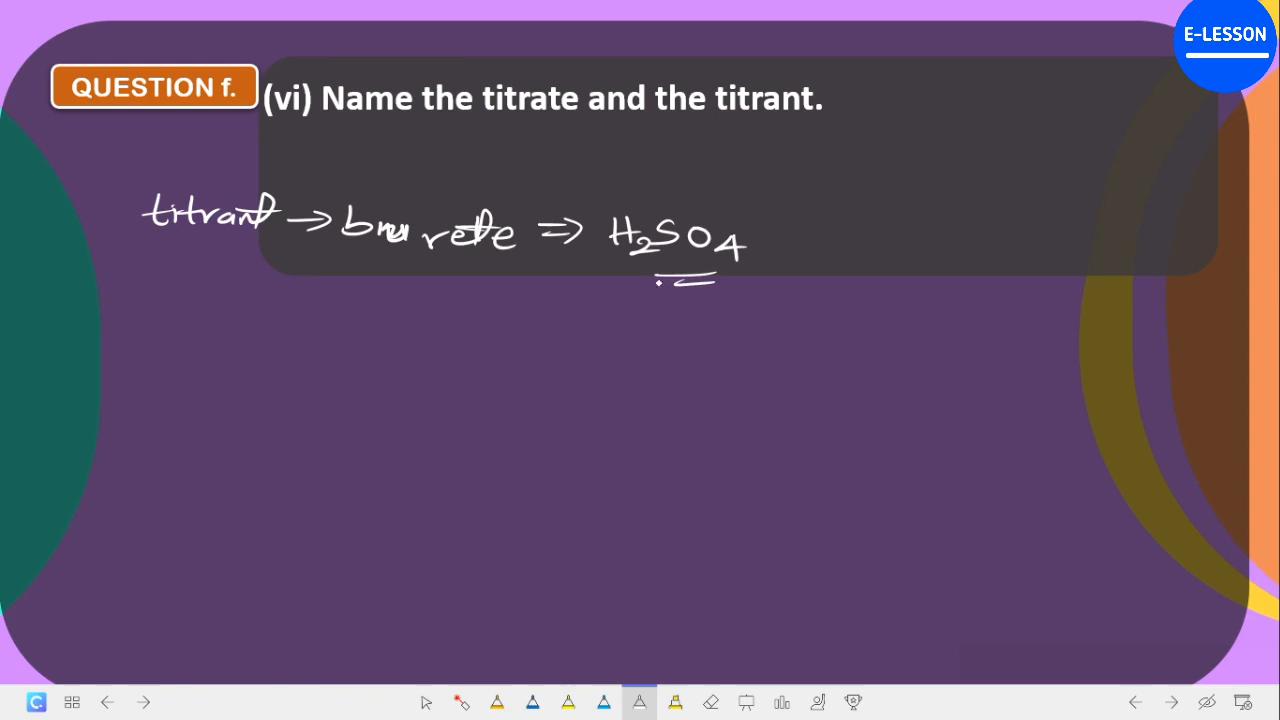 E-LESSON
QUESTION f.
(vi) Name the titrate and the titrant.
titrant → burette ⇒ H₂SO₄